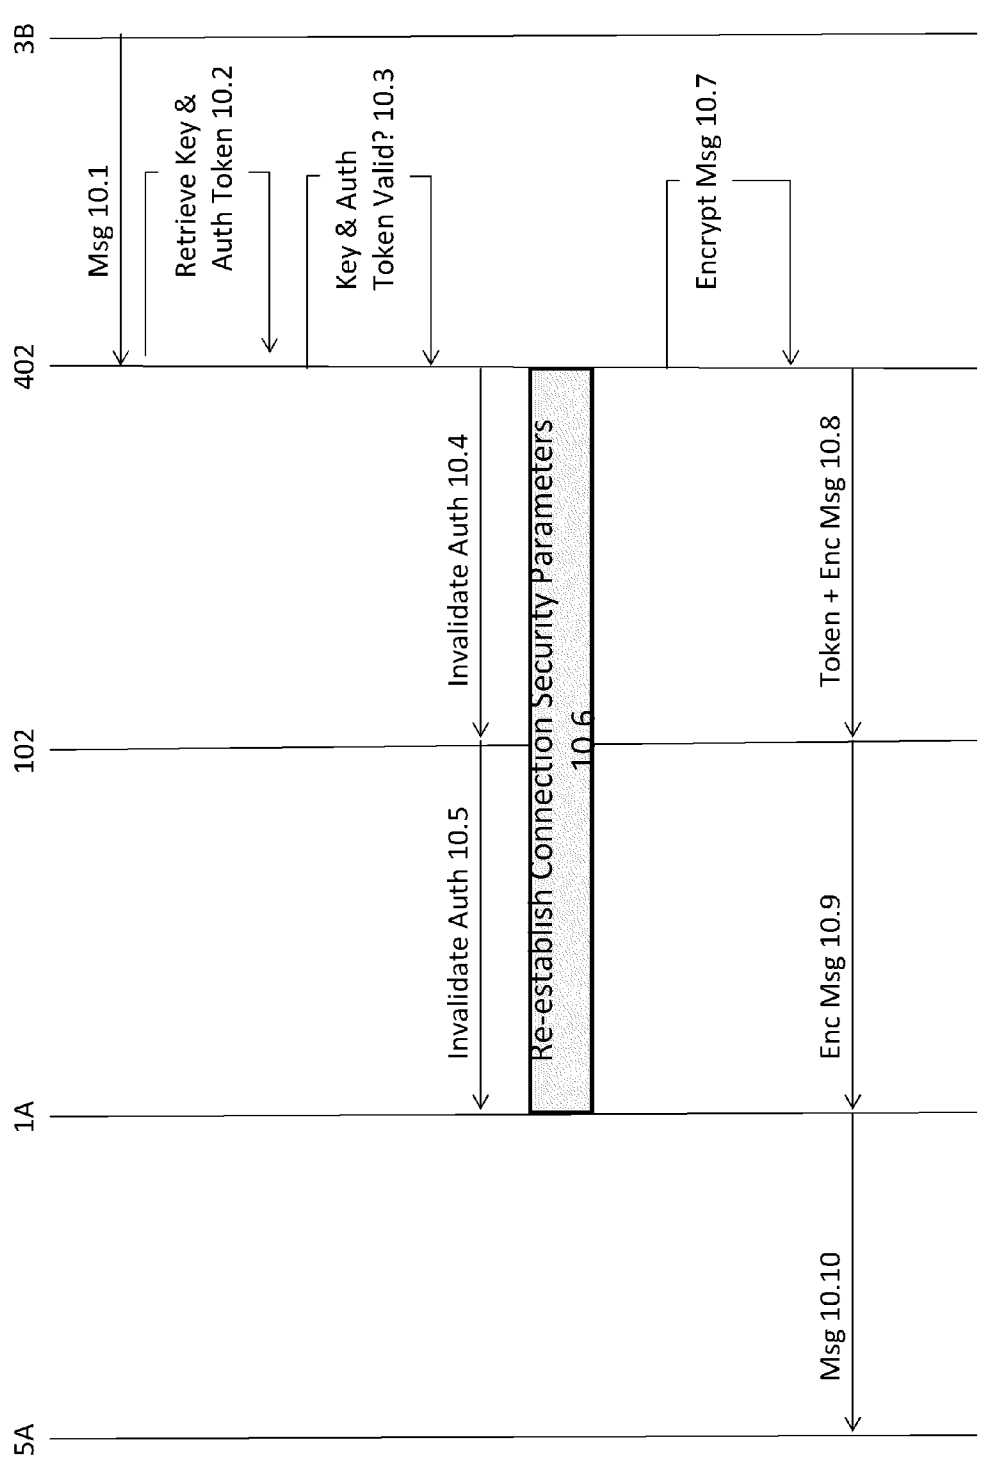 5A
1A
102
402
3B
Msg 10.1
Retrieve Key &
Auth Token 10.2
Key & Auth
Token Valid? 10.3
Invalidate Auth 10.4
Invalidate Auth 10.5
Re-establish Connection Security Parameters
10.6
Encrypt Msg 10.7
Token + Enc Msg 10.8
Enc Msg 10.9
Msg 10.10